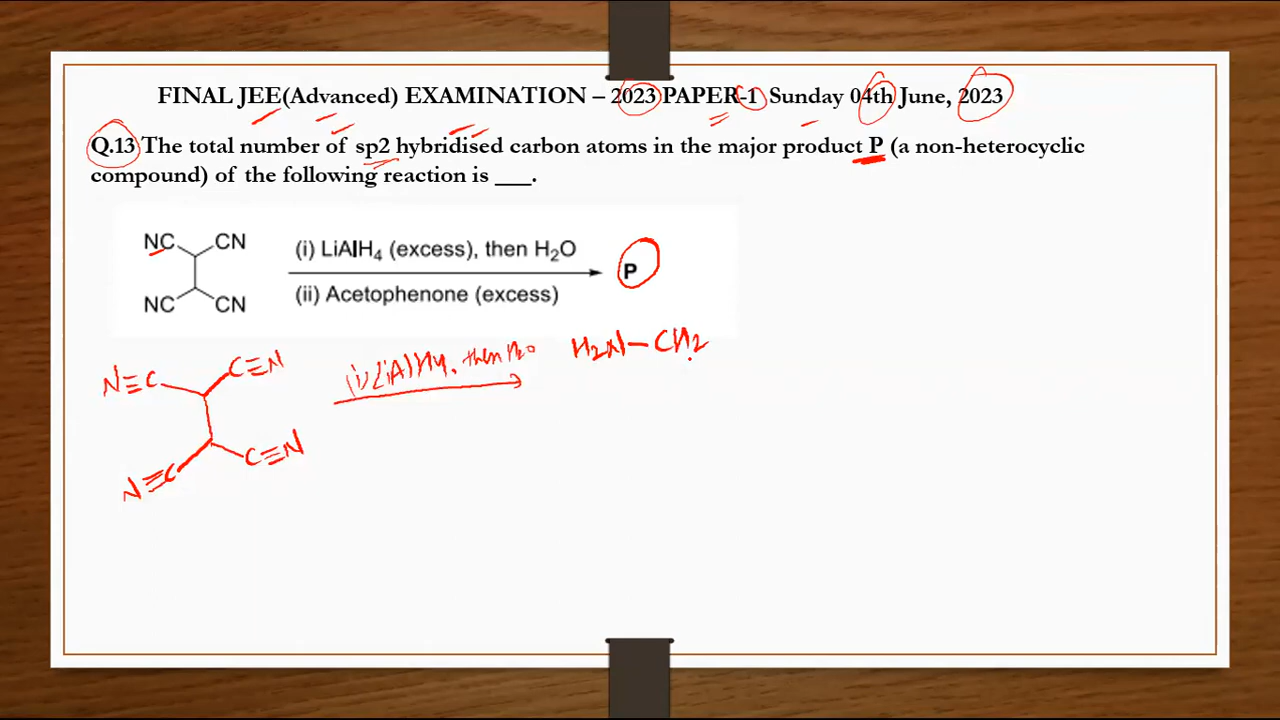 FINAL JEE(Advanced) EXAMINATION – 2023 PAPER-1 Sunday 04th June, 2023
Q.13 The total number of sp2 hybridised carbon atoms in the major product P (a non-heterocyclic
compound) of the following reaction is ___.
NC CN
(i) LiAlH4 (excess), then H2O
P
NC CN
(ii) Acetophenone (excess)
N≡C C≡N
(i) LiAlH4, then H2O
H2N–CH2
N≡C C≡N